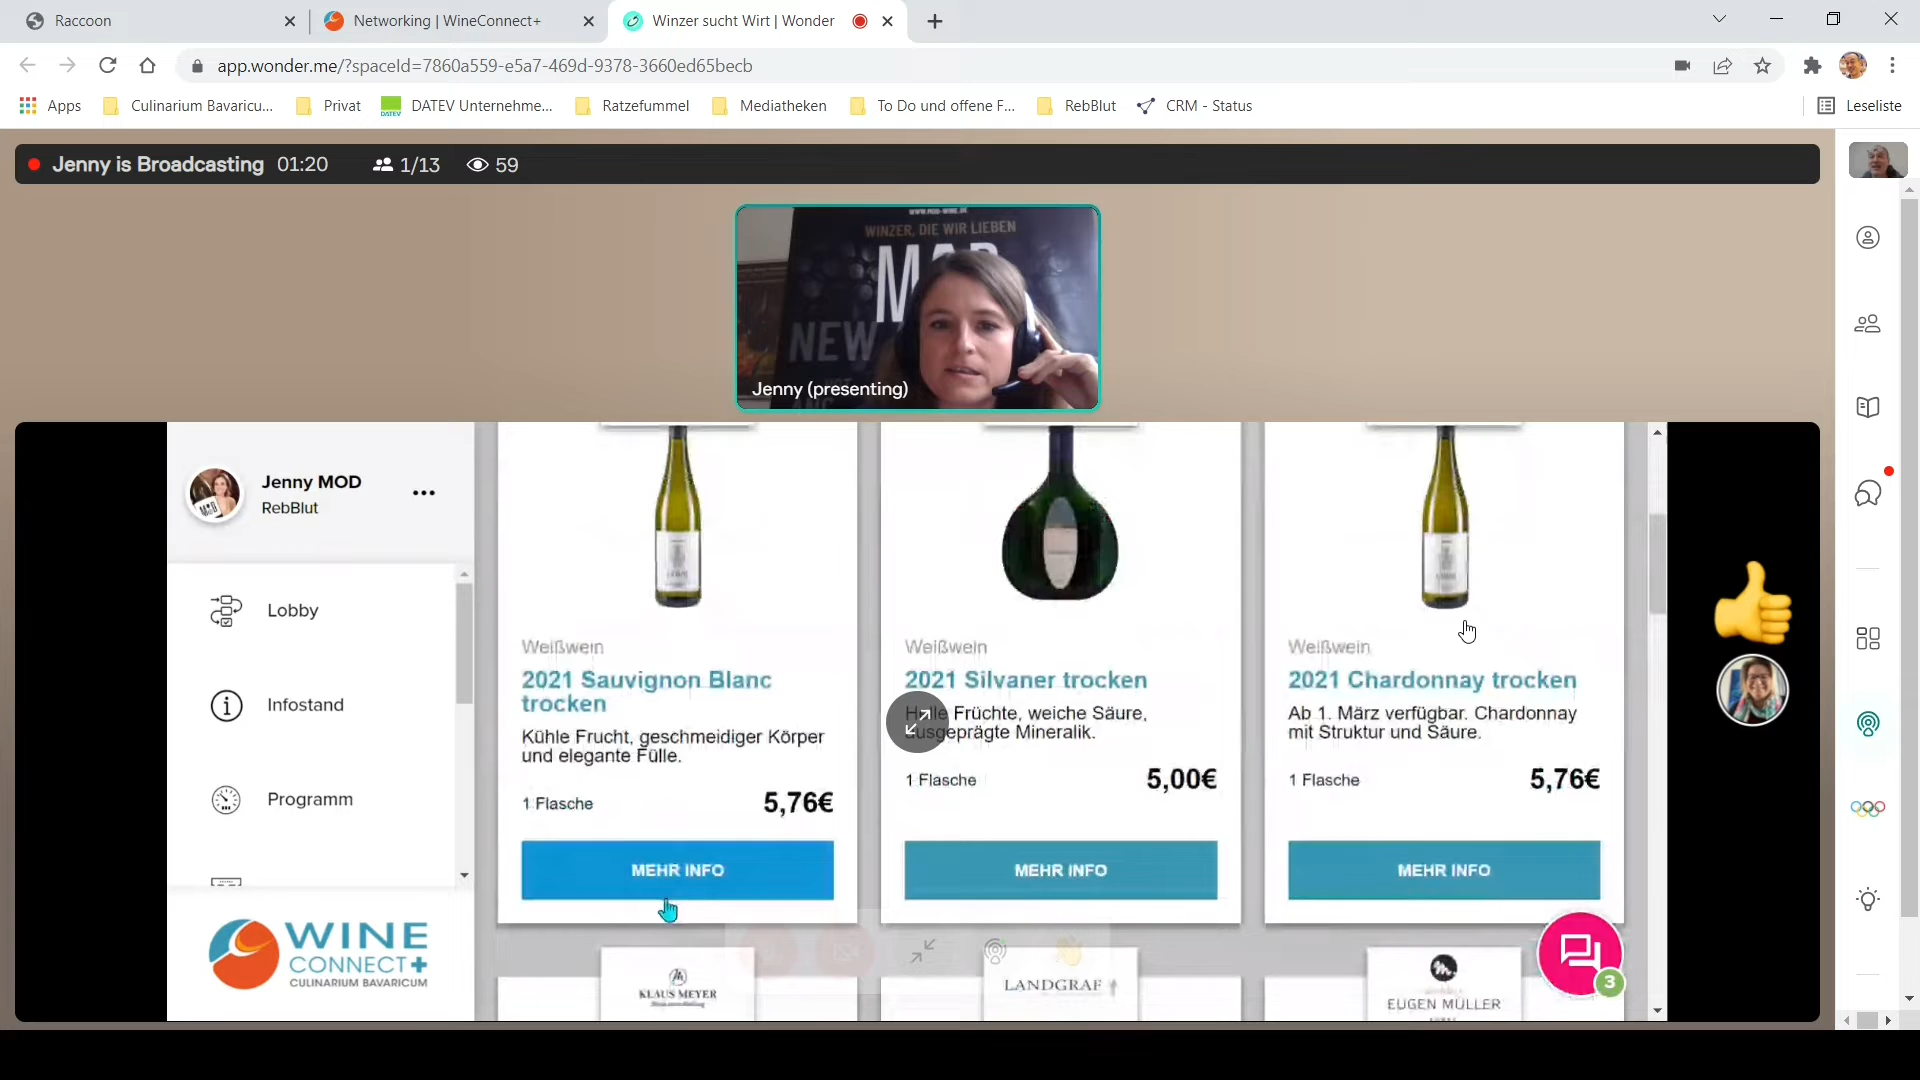 Raccoon
Networking | WineConnect+
Winzer sucht Wirt | Wonder
app.wonder.me/?spaceId=7860a559-e5a7-469d-9378-3660ed65becb
Apps
Culinarium Bavaricu...
Privat
DATEV
DATEV Unternehme...
Ratzefummel
Mediatheken
To Do und offene F...
RebBlut
CRM - Status
Leseliste
Jenny is Broadcasting 01:20 1/13 59
WWW.MOD-WINE.DE
WINZER, DIE WIR LIEBEN
NEW
Jenny (presenting)
Jenny MOD
RebBlut
Lobby
Infostand
Programm
WINE
CONNECT+
CULINARIUM BAVARICUM
Weißwein
2021 Sauvignon Blanc
trocken
Kühle Frucht, geschmeidiger Körper
und elegante Fülle.
1 Flasche 5,76€
MEHR INFO
Weißwein
2021 Silvaner trocken
Früchte, weiche Säure,
Mineralik.
1 Flasche 5,00€
MEHR INFO
Weißwein
2021 Chardonnay trocken
Ab 1. März verfügbar. Chardonnay
mit Struktur und Säure.
1 Flasche 5,76€
MEHR INFO
KLAUS MEYER
LANDGRAF
EUGEN MÜLLER
3